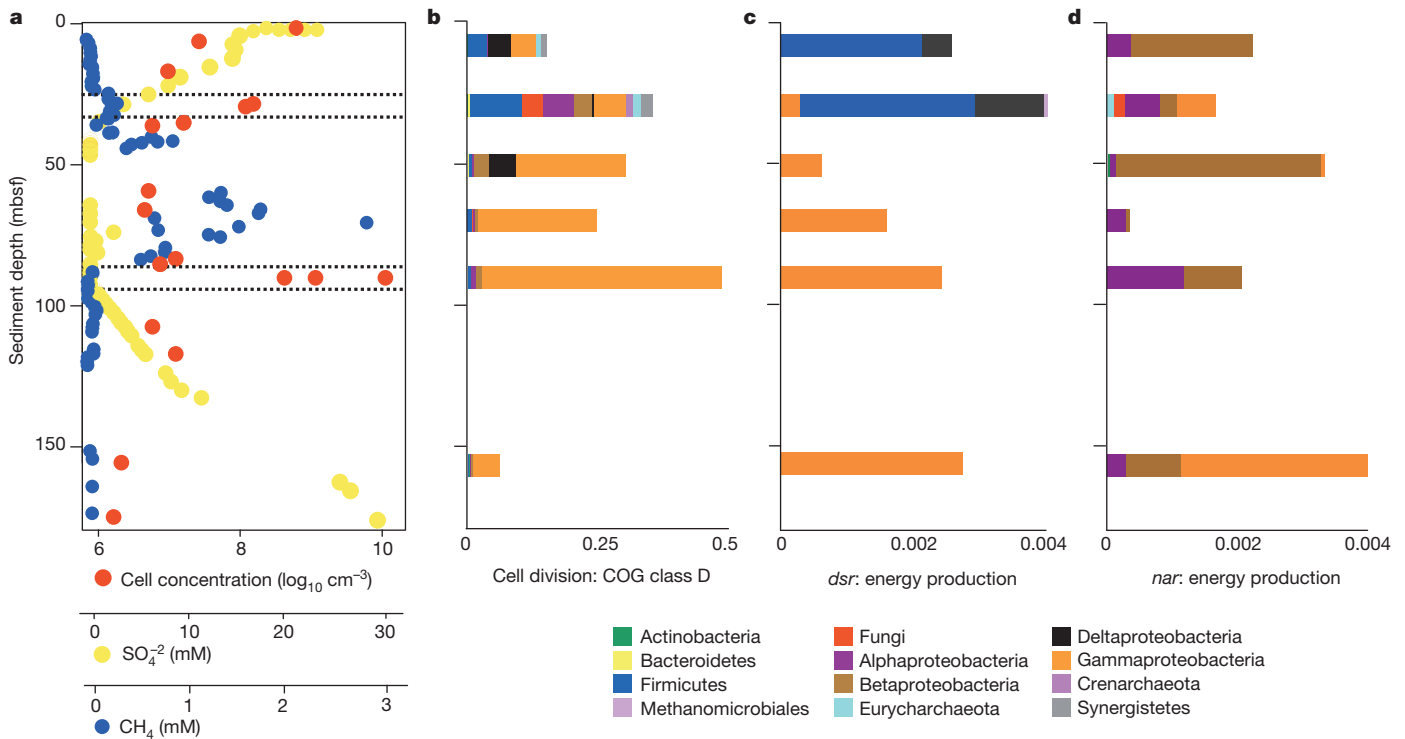 a
b
c
d
Sediment depth (mbsf)
0
50
100
150
6
8
10
Cell concentration (log10 cm–3)
0
10
20
30
SO4–2 (mM)
0
1
2
3
CH4 (mM)
0
0.25
0.5
Cell division: COG class D
0
0.002
0.004
dsr: energy production
0
0.002
0.004
nar: energy production
Actinobacteria
Bacteroidetes
Firmicutes
Methanomicrobiales
Fungi
Alphaproteobacteria
Betaproteobacteria
Eurycharchaeota
Deltaproteobacteria
Gammaproteobacteria
Crenarchaeota
Synergistetes